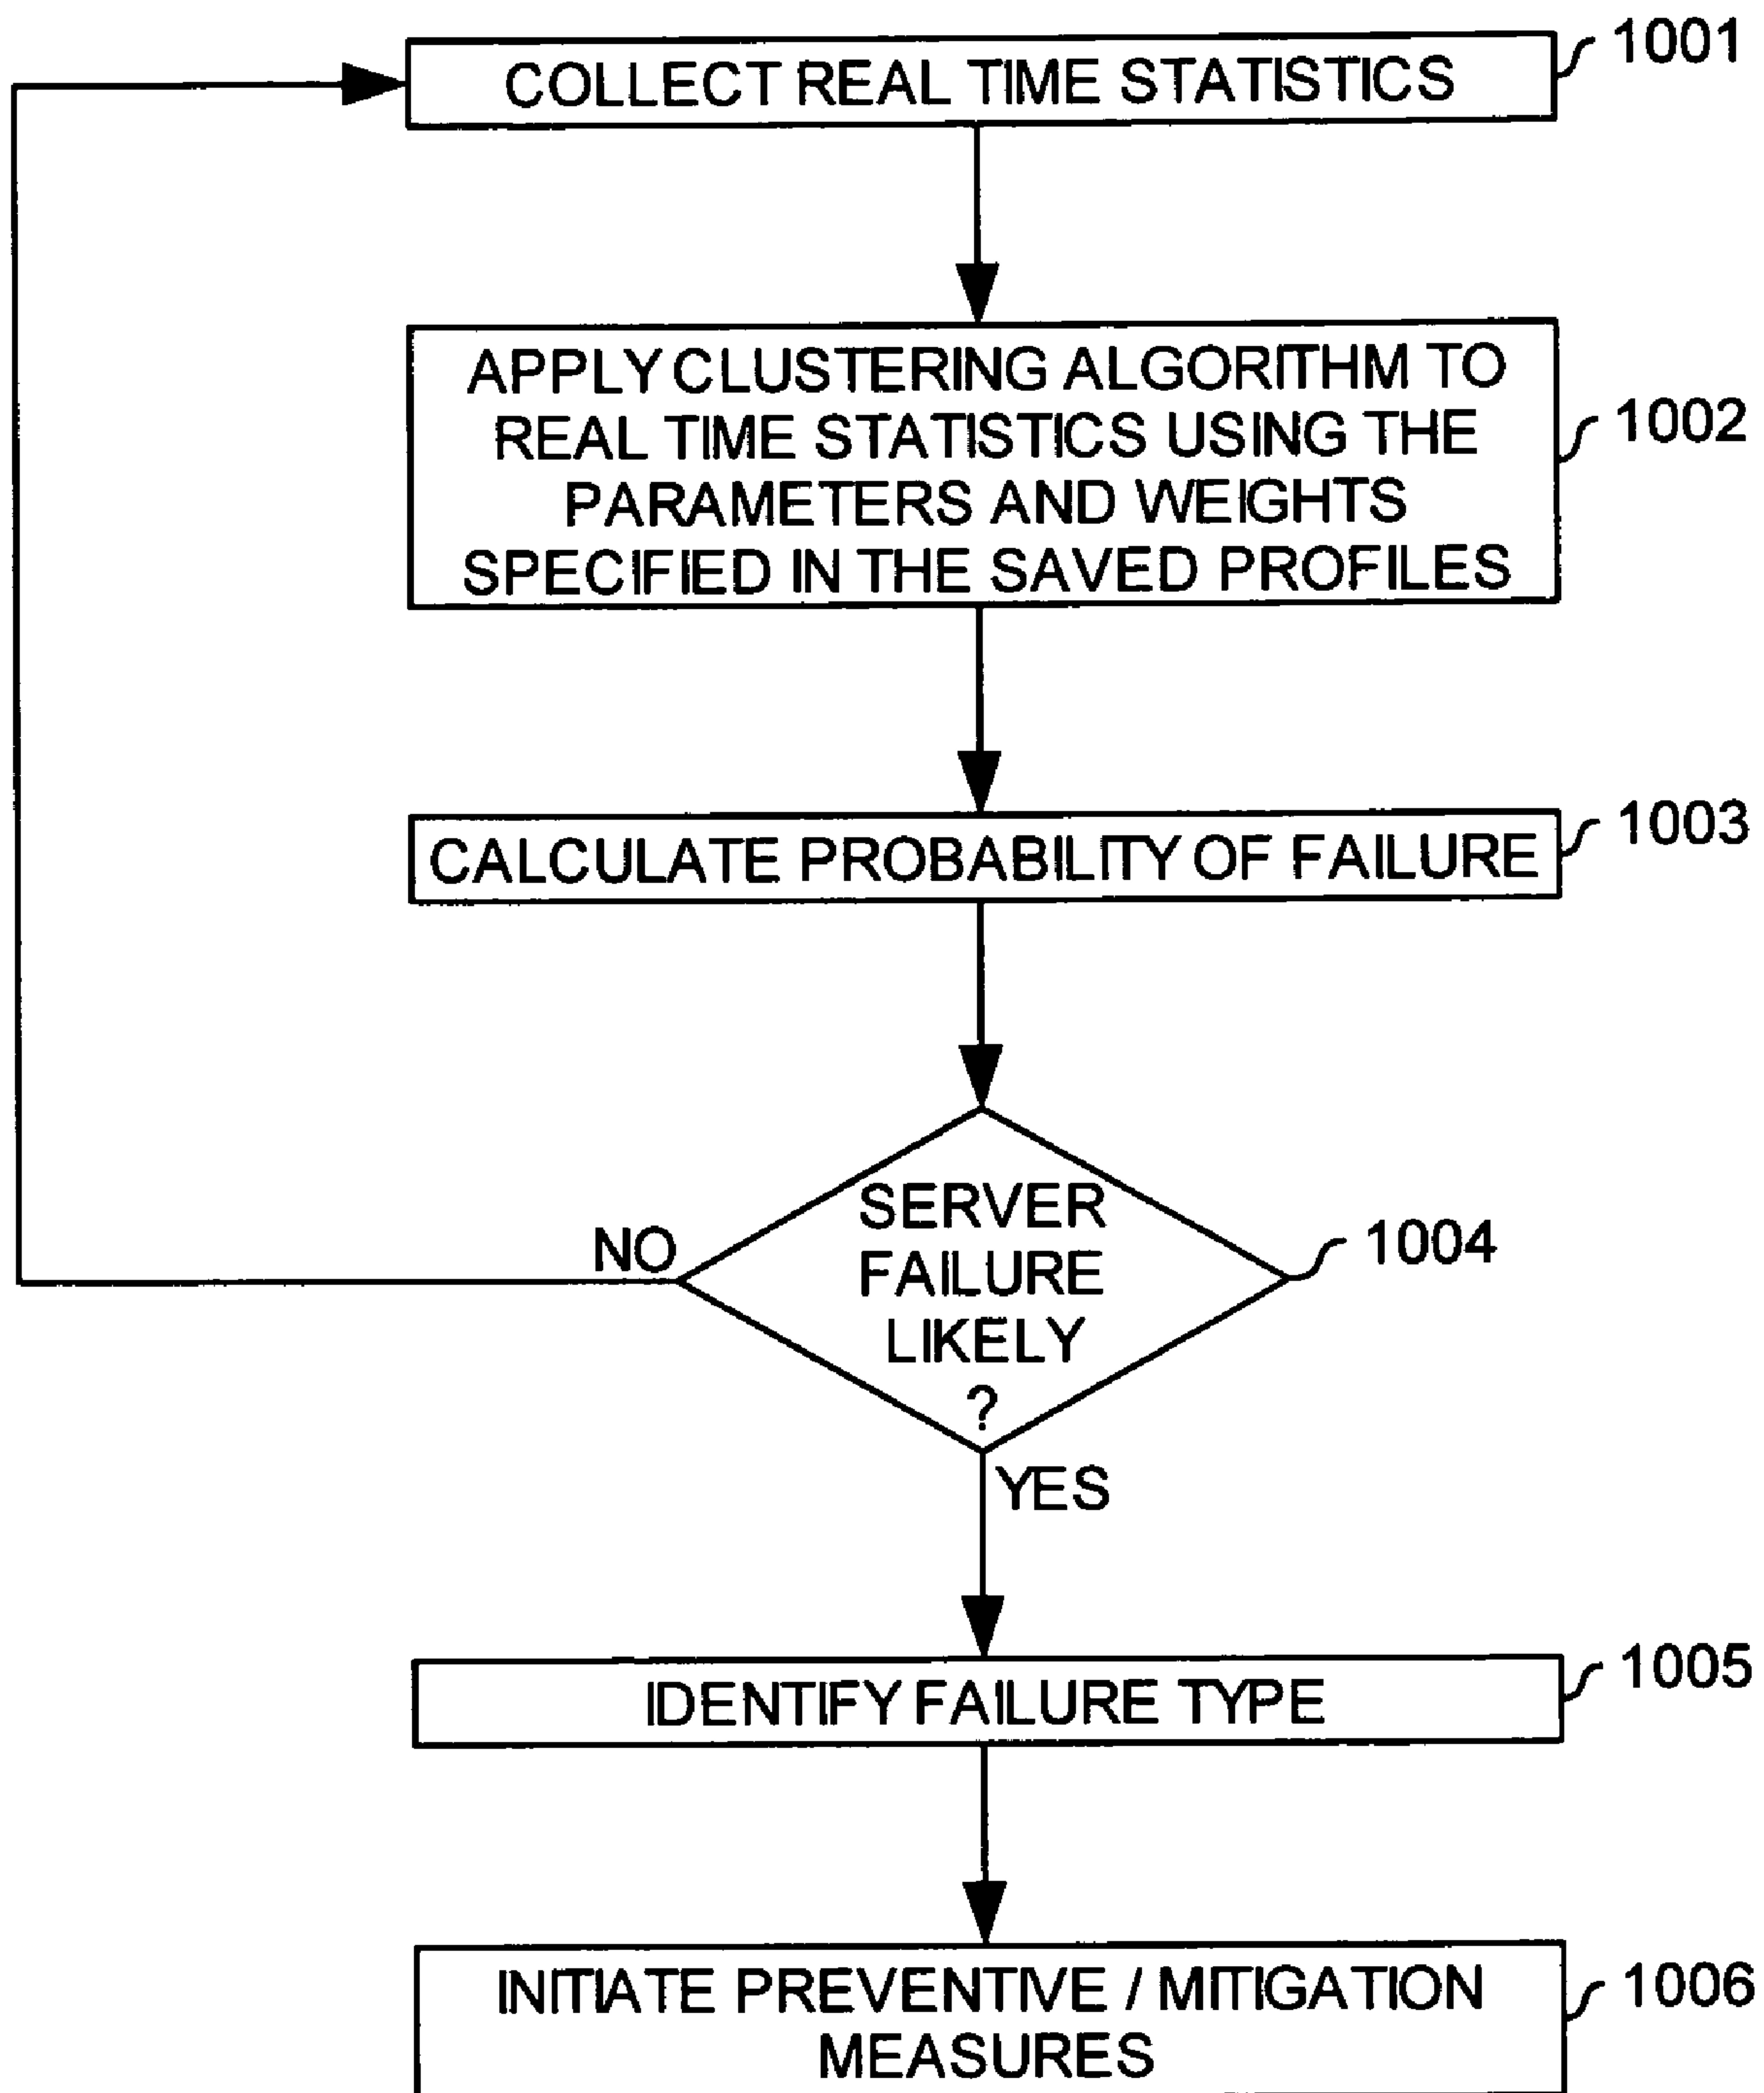 COLLECT REAL TIME STATISTICS
1001
APPLY CLUSTERING ALGORITHM TO
REAL TIME STATISTICS USING THE
PARAMETERS AND WEIGHTS
SPECIFIED IN THE SAVED PROFILES
1002
CALCULATE PROBABILITY OF FAILURE
1003
SERVER
FAILURE
LIKELY
?
1004
NO
YES
IDENTIFY FAILURE TYPE
1005
INITIATE PREVENTIVE / MITIGATION
MEASURES
1006